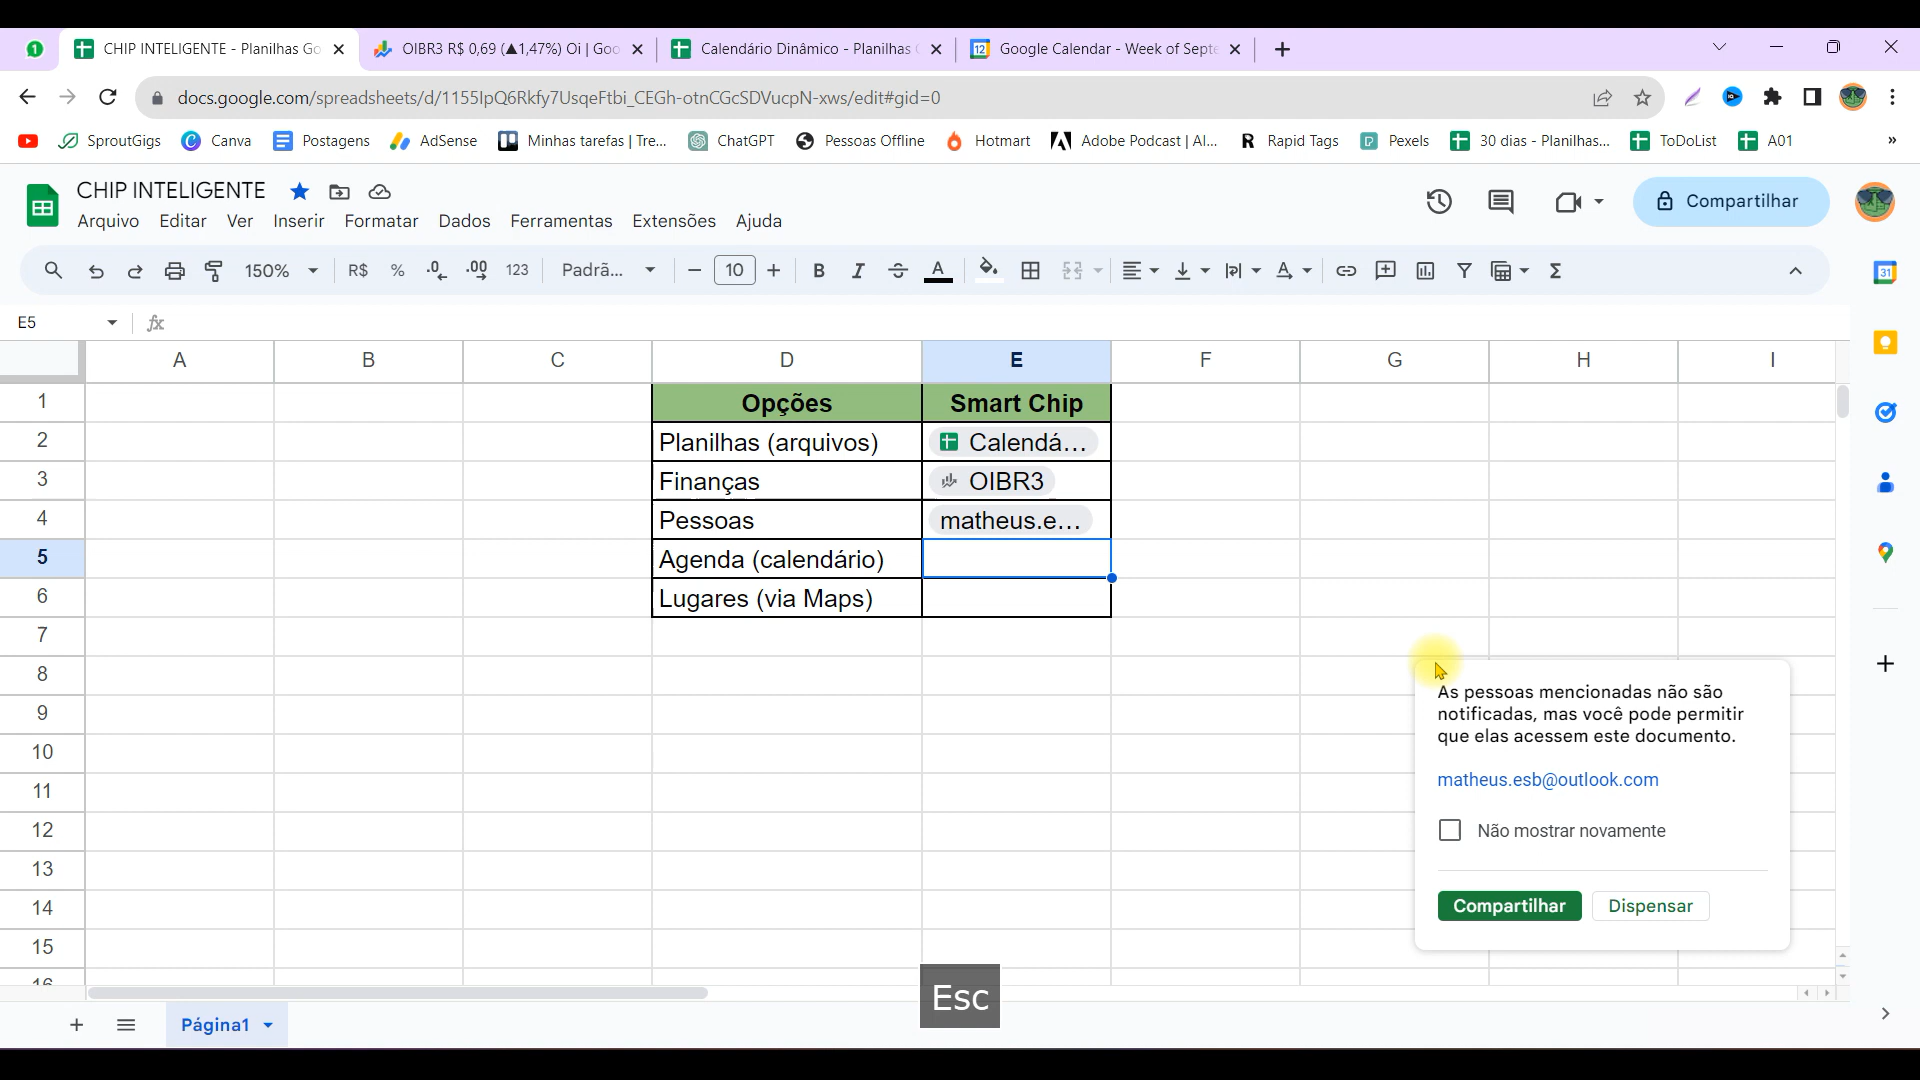 1
CHIP INTELIGENTE - Planilhas Go
OIBR3 R$ 0,69 (▲1,47%) Oi | Goo
Calendário Dinâmico - Planilhas
12
Google Calendar - Week of Septe
docs.google.com/spreadsheets/d/1155IpQ6Rkfy7UsqeFtbi_CEGh-otnCGcSDVucpN-xws/edit#gid=0
SproutGigs
Canva
Postagens
AdSense
Minhas tarefas | Tre...
ChatGPT
Pessoas Offline
Hotmart
Adobe Podcast | AI...
Rapid Tags
Pexels
30 dias - Planilhas...
ToDoList
A01
»
CHIP INTELIGENTE
Arquivo Editar Ver Inserir Formatar Dados Ferramentas Extensões Ajuda
Compartilhar
150% R$ % .0 .00 123 Padrã... 10 B I A Σ
31
E5 fx
A B C D E F G H I
1 Opções Smart Chip
2 Planilhas (arquivos) Calendá...
3 Finanças OIBR3
4 Pessoas matheus.e...
5 Agenda (calendário)
6 Lugares (via Maps)
7
8
9
10
11
12
13
14
15
16
As pessoas mencionadas não são
notificadas, mas você pode permitir
que elas acessem este documento.
matheus.esb@outlook.com
Não mostrar novamente
Compartilhar Dispensar
Esc
Página1